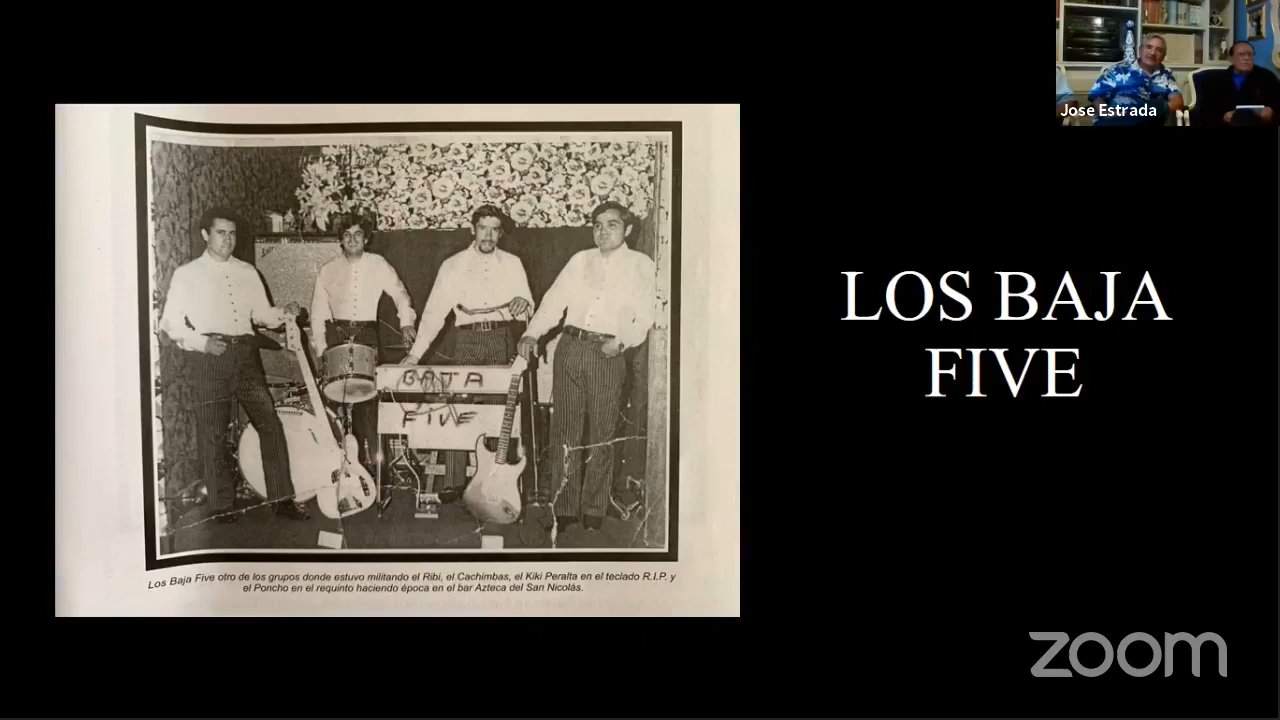 Jose Estrada
LOS BAJA
FIVE
BAJA
FIVE
Los Baja Five otro de los grupos donde estuvo militando el Ribi, el Cachimbas, el Kiki Peralta en el teclado R.I.P. y
el Poncho en el requinto haciendo época en el bar Azteca del San Nicolás.
zoom